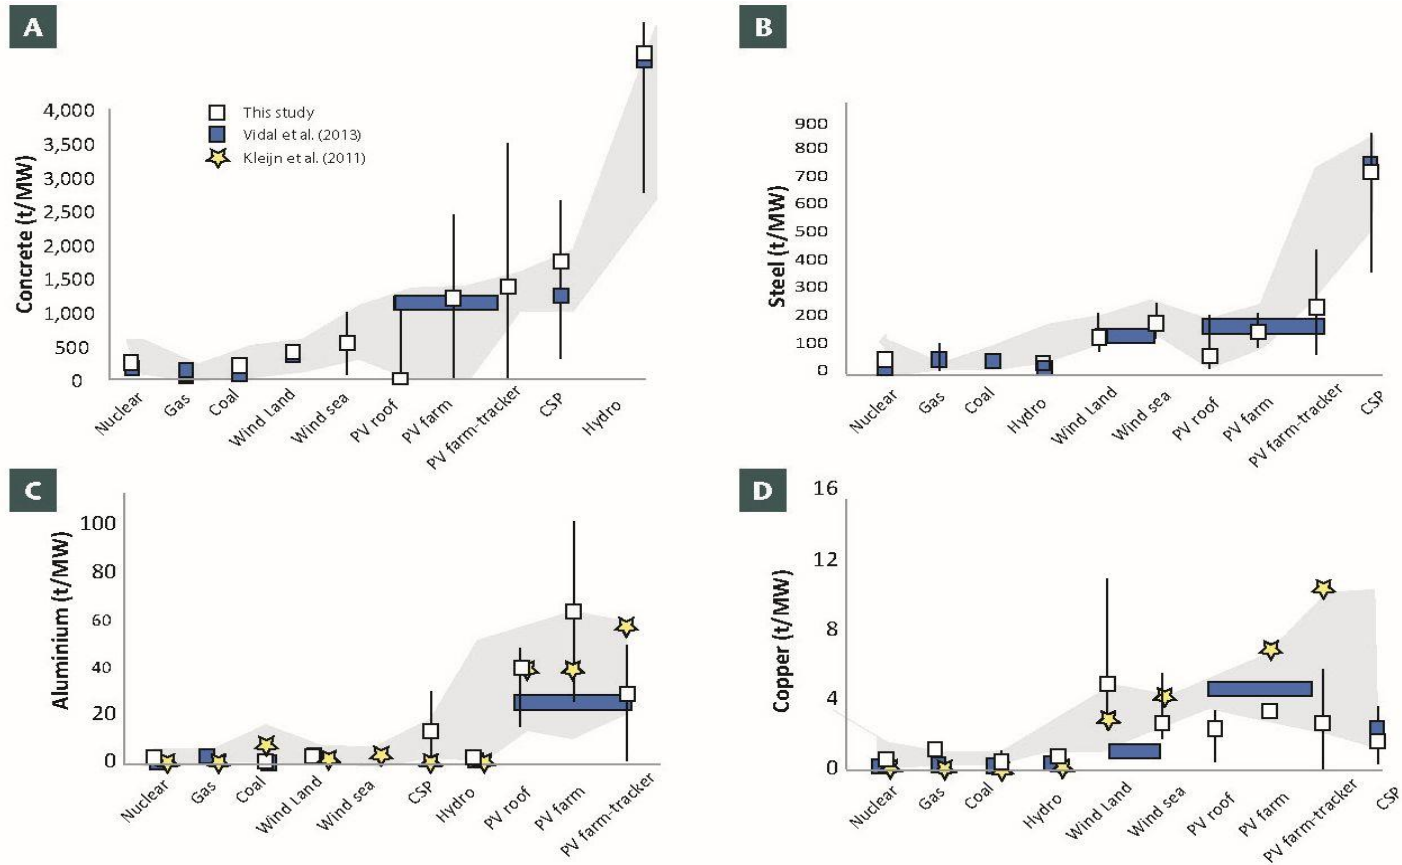 A
Concrete (t/MW)
4,000
3,500
3,000
2,500
2,000
1,500
1,000
500
0
This study
Vidal et al. (2013)
Kleijn et al. (2011)
Nuclear
Gas
Coal
Wind Land
Wind sea
PV roof
PV farm
PV farm-tracker
CSP
Hydro
B
Steel (t/MW)
900
800
700
600
500
400
300
200
100
0
Nuclear
Gas
Coal
Hydro
Wind Land
Wind sea
PV roof
PV farm
PV farm-tracker
CSP
C
Aluminium (t/MW)
100
80
60
40
20
0
Nuclear
Gas
Coal
Wind Land
Wind sea
CSP
Hydro
PV roof
PV farm
PV farm-tracker
D
Copper (t/MW)
16
12
8
4
0
Nuclear
Gas
Coal
Hydro
Wind Land
Wind sea
PV roof
PV farm
PV farm-tracker
CSP